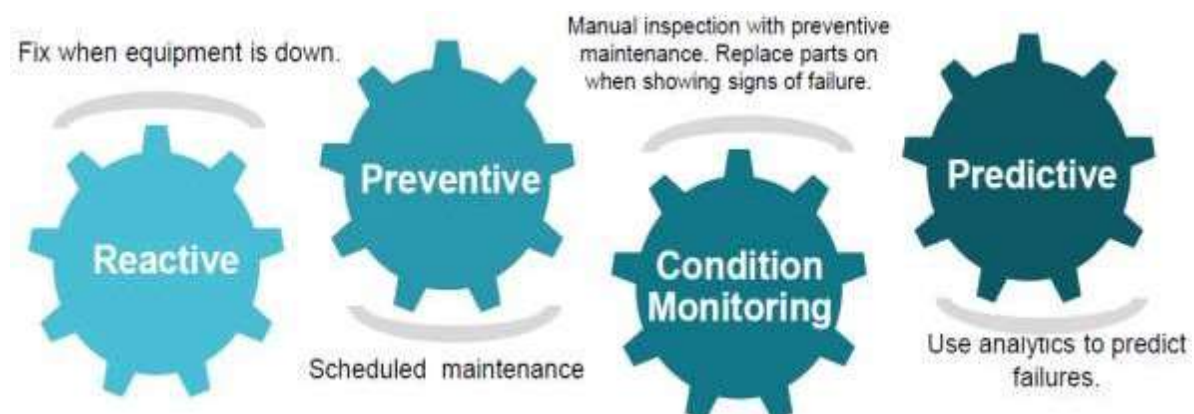 Fix when equipment is down.
Reactive
Preventive
Scheduled maintenance
Manual inspection with preventive
maintenance. Replace parts on
when showing signs of failure.
Condition
Monitoring
Predictive
Use analytics to predict
failures.